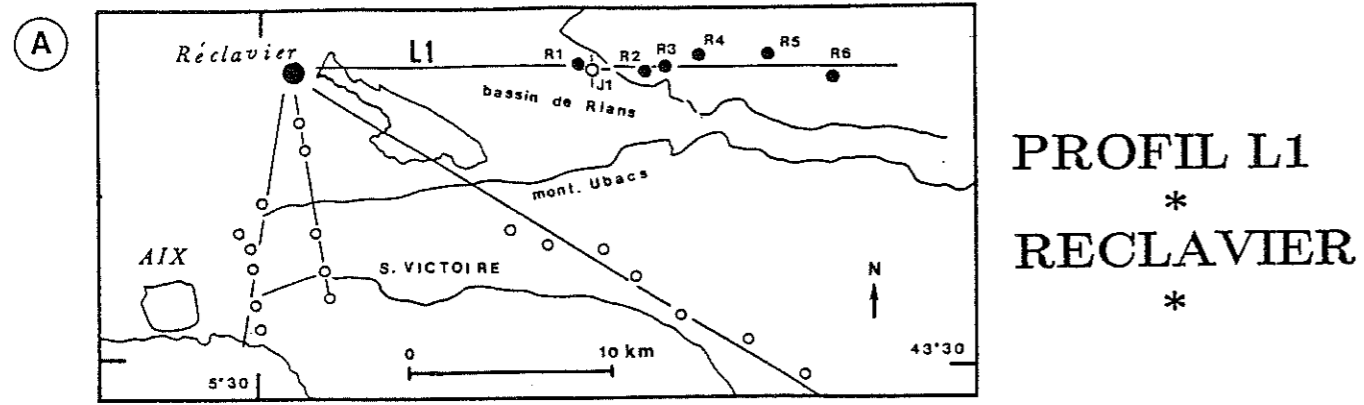 A
Réclavier
L1
R1
R2
R3
R4
R5
R6
J1
bassin de Rians
mont. Ubacs
AIX
S. VICTOIRE
N
0
10 km
5°30
43°30
PROFIL L1
*
RECLAVIER
*